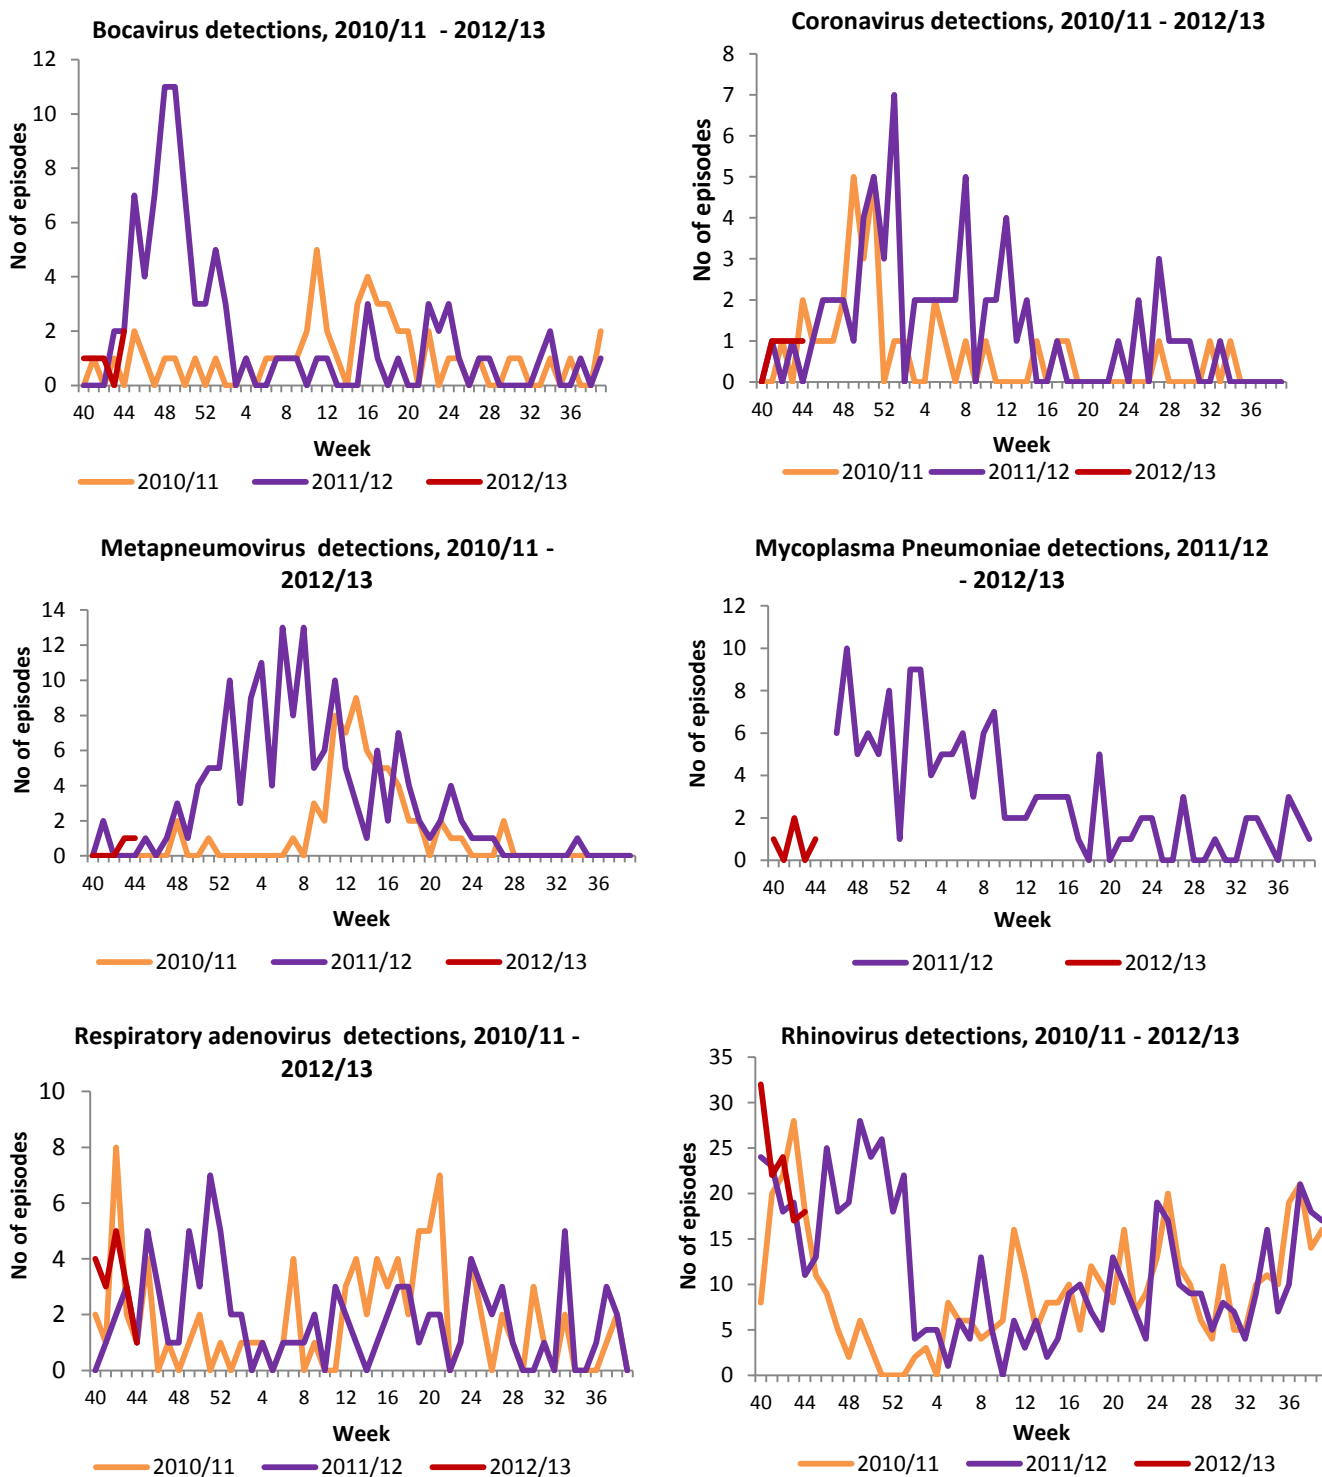 Bocavirus detections, 2010/11 - 2012/13
No of episodes
12
10
8
6
4
2
0
40 44 48 52 4 8 12 16 20 24 28 32 36
Week
2010/11 2011/12 2012/13
Coronavirus detections, 2010/11 - 2012/13
No of episodes
8
7
6
5
4
3
2
1
0
40 44 48 52 4 8 12 16 20 24 28 32 36
Week
2010/11 2011/12 2012/13
Metapneumovirus detections, 2010/11 -
2012/13
No of episodes
14
12
10
8
6
4
2
0
40 44 48 52 4 8 12 16 20 24 28 32 36
Week
2010/11 2011/12 2012/13
Mycoplasma Pneumoniae detections, 2011/12
- 2012/13
No of episodes
12
10
8
6
4
2
0
40 44 48 52 4 8 12 16 20 24 28 32 36
Week
2011/12 2012/13
Respiratory adenovirus detections, 2010/11 -
2012/13
No of episodes
10
8
6
4
2
0
40 44 48 52 4 8 12 16 20 24 28 32 36
Week
2010/11 2011/12 2012/13
Rhinovirus detections, 2010/11 - 2012/13
No of episodes
35
30
25
20
15
10
5
0
40 44 48 52 4 8 12 16 20 24 28 32 36
Week
2010/11 2011/12 2012/13